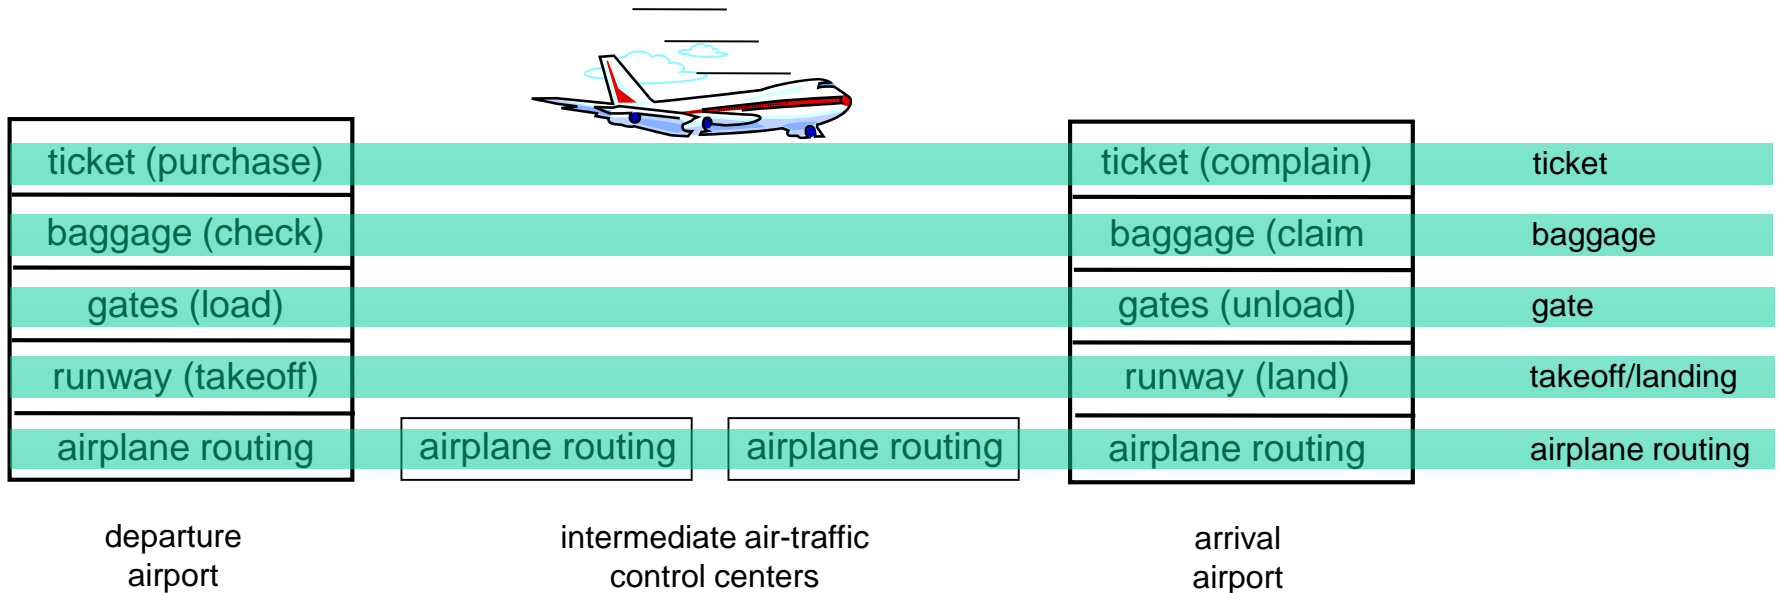 ticket (purchase)
ticket (complain)
ticket
baggage (check)
baggage (claim
baggage
gates (load)
gates (unload)
gate
runway (takeoff)
runway (land)
takeoff/landing
airplane routing
airplane routing
airplane routing
airplane routing
airplane routing
departure
airport
intermediate air-traffic
control centers
arrival
airport